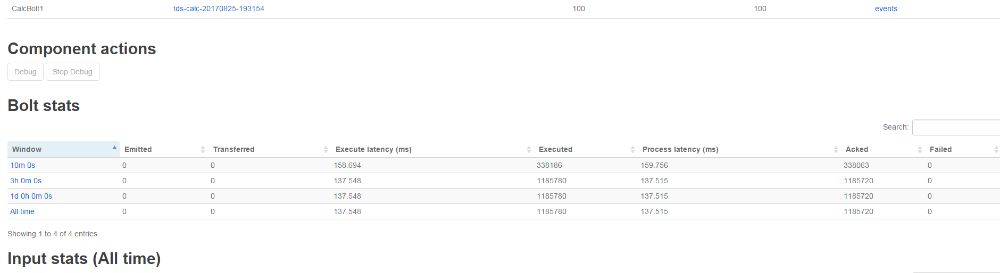 CalcBolt1 tds-calc-20170825-193154 100 100 events
Component actions
Debug Stop Debug
Bolt stats
Search:
Window Emitted Transferred Execute latency (ms) Executed Process latency (ms) Acked Failed
10m 0s 0 0 158.694 338186 159.756 338063 0
3h 0m 0s 0 0 137.548 1185780 137.515 1185720 0
1d 0h 0m 0s 0 0 137.548 1185780 137.515 1185720 0
All time 0 0 137.548 1185780 137.515 1185720 0
Showing 1 to 4 of 4 entries
Input stats (All time)